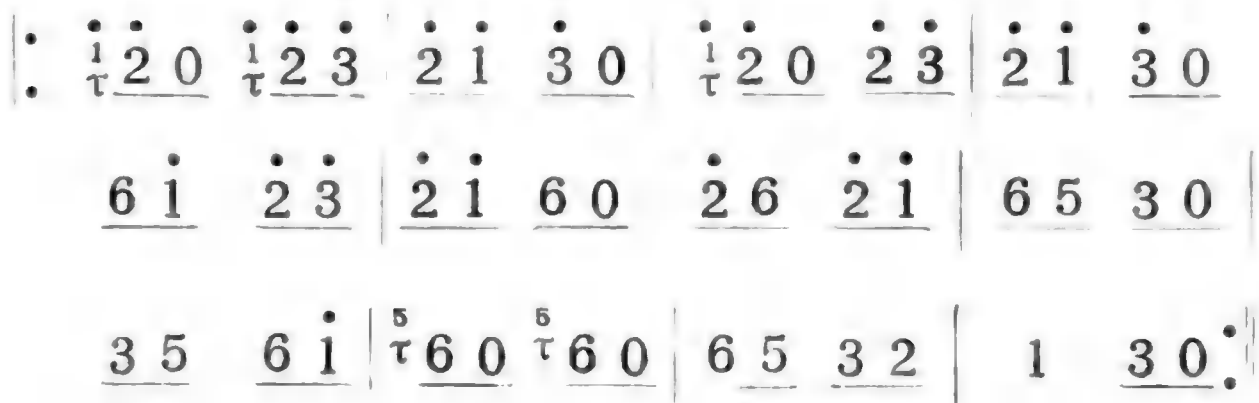 |: i̇τ 2̇ 0 i̇τ 2̇ 3̇ | 2̇ 1̇ 3̇ 0 | 1̇τ 2̇ 0 2̇ 3̇ | 2̇ 1̇ 3̇ 0
6 1̇ 2̇ 3̇ | 2̇ 1̇ 6 0 2̇ 6 2̇ 1̇ | 6 5 3 0 |
3 5 6 1̇ | 5τ 6 0 5τ 6 0 | 6 5 3 2 | 1 3 0 :||